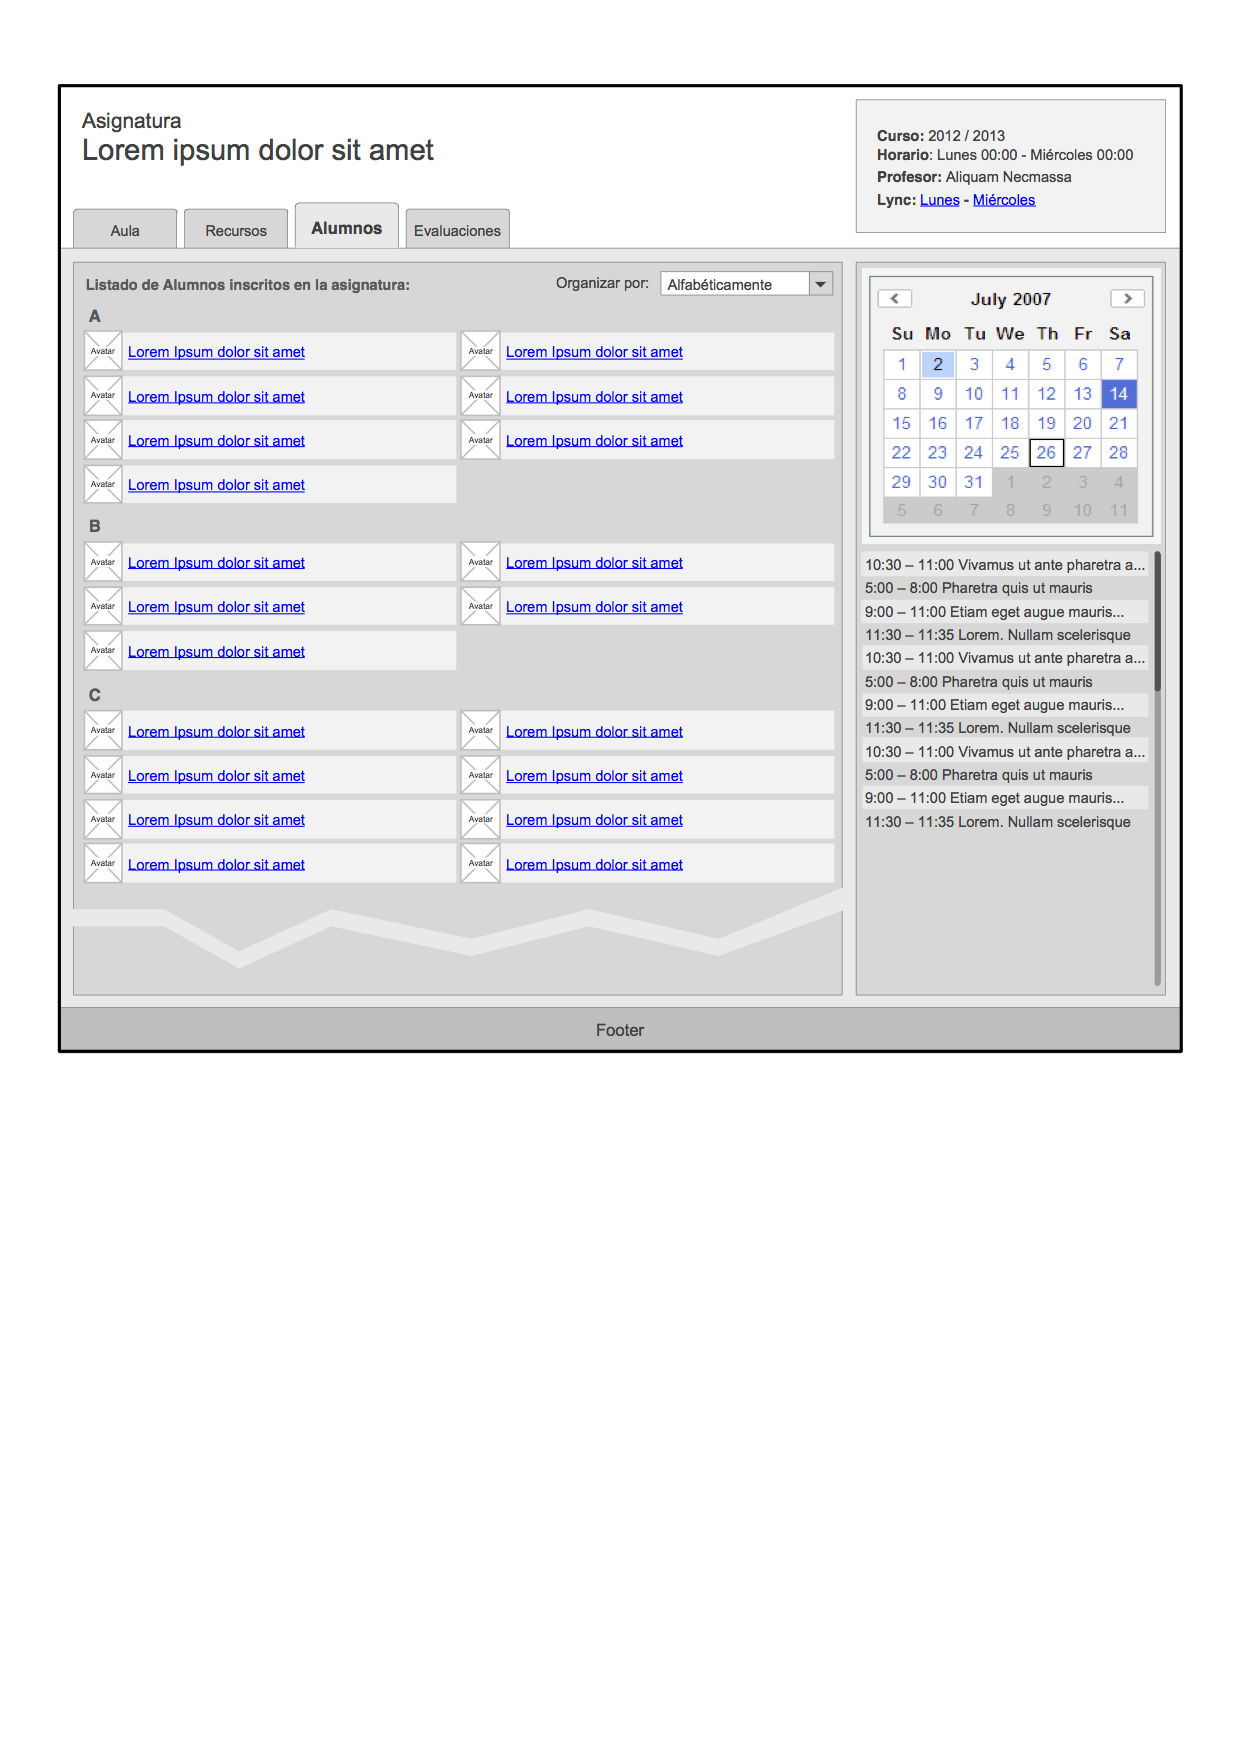 Asignatura
Lorem ipsum dolor sit amet
Curso: 2012 / 2013
Horario: Lunes 00:00 - Miércoles 00:00
Profesor: Aliquam Necmassa
Lync: Lunes - Miércoles
Aula Recursos Alumnos Evaluaciones
Listado de Alumnos inscritos en la asignatura: Organizar por: Alfabéticamente
A
Avatar Lorem Ipsum dolor sit amet Avatar Lorem Ipsum dolor sit amet
Avatar Lorem Ipsum dolor sit amet Avatar Lorem Ipsum dolor sit amet
Avatar Lorem Ipsum dolor sit amet Avatar Lorem Ipsum dolor sit amet
Avatar Lorem Ipsum dolor sit amet
B
Avatar Lorem Ipsum dolor sit amet Avatar Lorem Ipsum dolor sit amet
Avatar Lorem Ipsum dolor sit amet Avatar Lorem Ipsum dolor sit amet
Avatar Lorem Ipsum dolor sit amet
C
Avatar Lorem Ipsum dolor sit amet Avatar Lorem Ipsum dolor sit amet
Avatar Lorem Ipsum dolor sit amet Avatar Lorem Ipsum dolor sit amet
Avatar Lorem Ipsum dolor sit amet Avatar Lorem Ipsum dolor sit amet
Avatar Lorem Ipsum dolor sit amet Avatar Lorem Ipsum dolor sit amet
< July 2007 >
Su Mo Tu We Th Fr Sa
1 2 3 4 5 6 7
8 9 10 11 12 13 14
15 16 17 18 19 20 21
22 23 24 25 26 27 28
29 30 31 1 2 3 4
5 6 7 8 9 10 11
10:30 – 11:00 Vivamus ut ante pharetra a...
5:00 – 8:00 Pharetra quis ut mauris
9:00 – 11:00 Etiam eget augue mauris...
11:30 – 11:35 Lorem. Nullam scelerisque
10:30 – 11:00 Vivamus ut ante pharetra a...
5:00 – 8:00 Pharetra quis ut mauris
9:00 – 11:00 Etiam eget augue mauris...
11:30 – 11:35 Lorem. Nullam scelerisque
10:30 – 11:00 Vivamus ut ante pharetra a...
5:00 – 8:00 Pharetra quis ut mauris
9:00 – 11:00 Etiam eget augue mauris...
11:30 – 11:35 Lorem. Nullam scelerisque
Footer